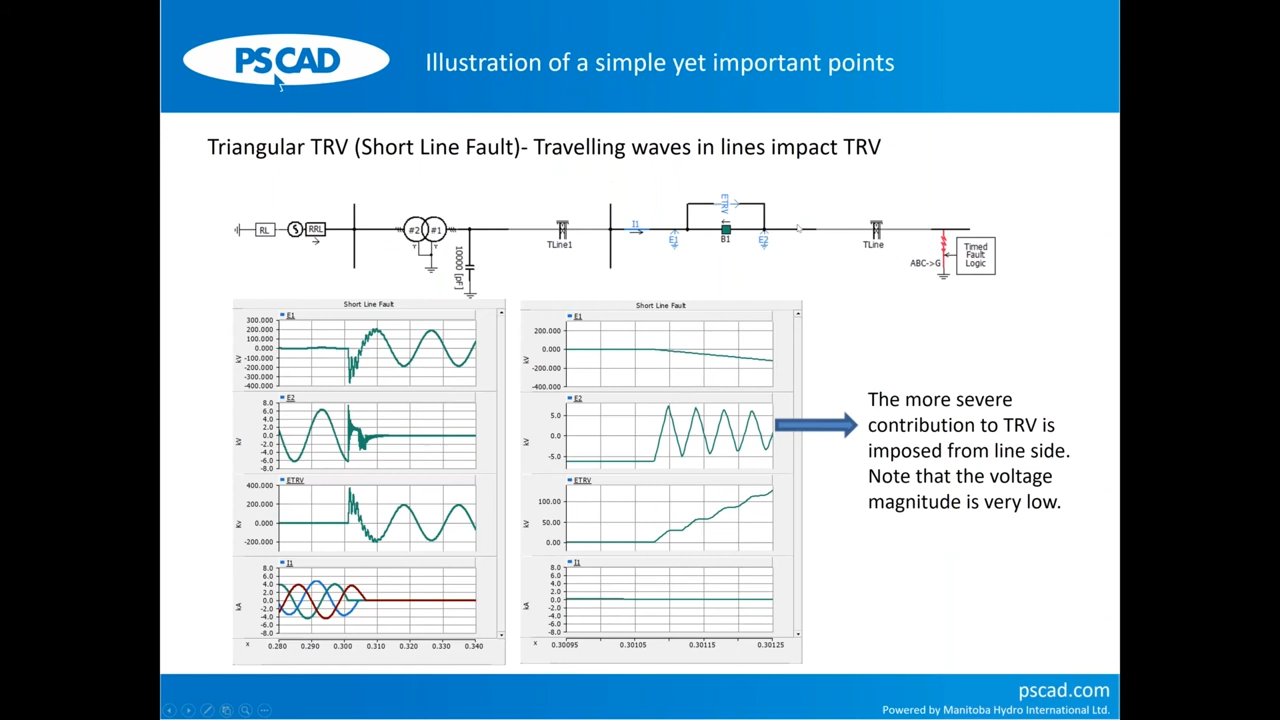 PSCAD
Illustration of a simple yet important points
Triangular TRV (Short Line Fault)- Travelling waves in lines impact TRV
RL
RRL
#2
#1
Y
Y
10000 [pF]
TLine1
I1
E1
ETRV
B1
E2
TLine
ABC->G
Timed
Fault
Logic
Short Line Fault
E1
300.000
200.000
100.000
0.000
-100.000
-200.000
-300.000
-400.000
kV
E2
8.0
6.0
4.0
2.0
0.0
-2.0
-4.0
-6.0
-8.0
kV
ETRV
400.000
200.000
0.000
-200.000
Kv
I1
8.0
6.0
4.0
2.0
0.0
-2.0
-4.0
-6.0
-8.0
kA
x
0.280
0.290
0.300
0.310
0.320
0.330
0.340
Short Line Fault
E1
200.000
0.000
-200.000
-400.000
kV
E2
5.0
0.0
-5.0
kV
ETRV
100.00
50.00
0.00
kV
I1
8.0
6.0
4.0
2.0
0.0
-2.0
-4.0
-6.0
-8.0
kA
x
0.30095
0.30105
0.30115
0.30125
The more severe
contribution to TRV is
imposed from line side.
Note that the voltage
magnitude is very low.
pscad.com
Powered by Manitoba Hydro International Ltd.